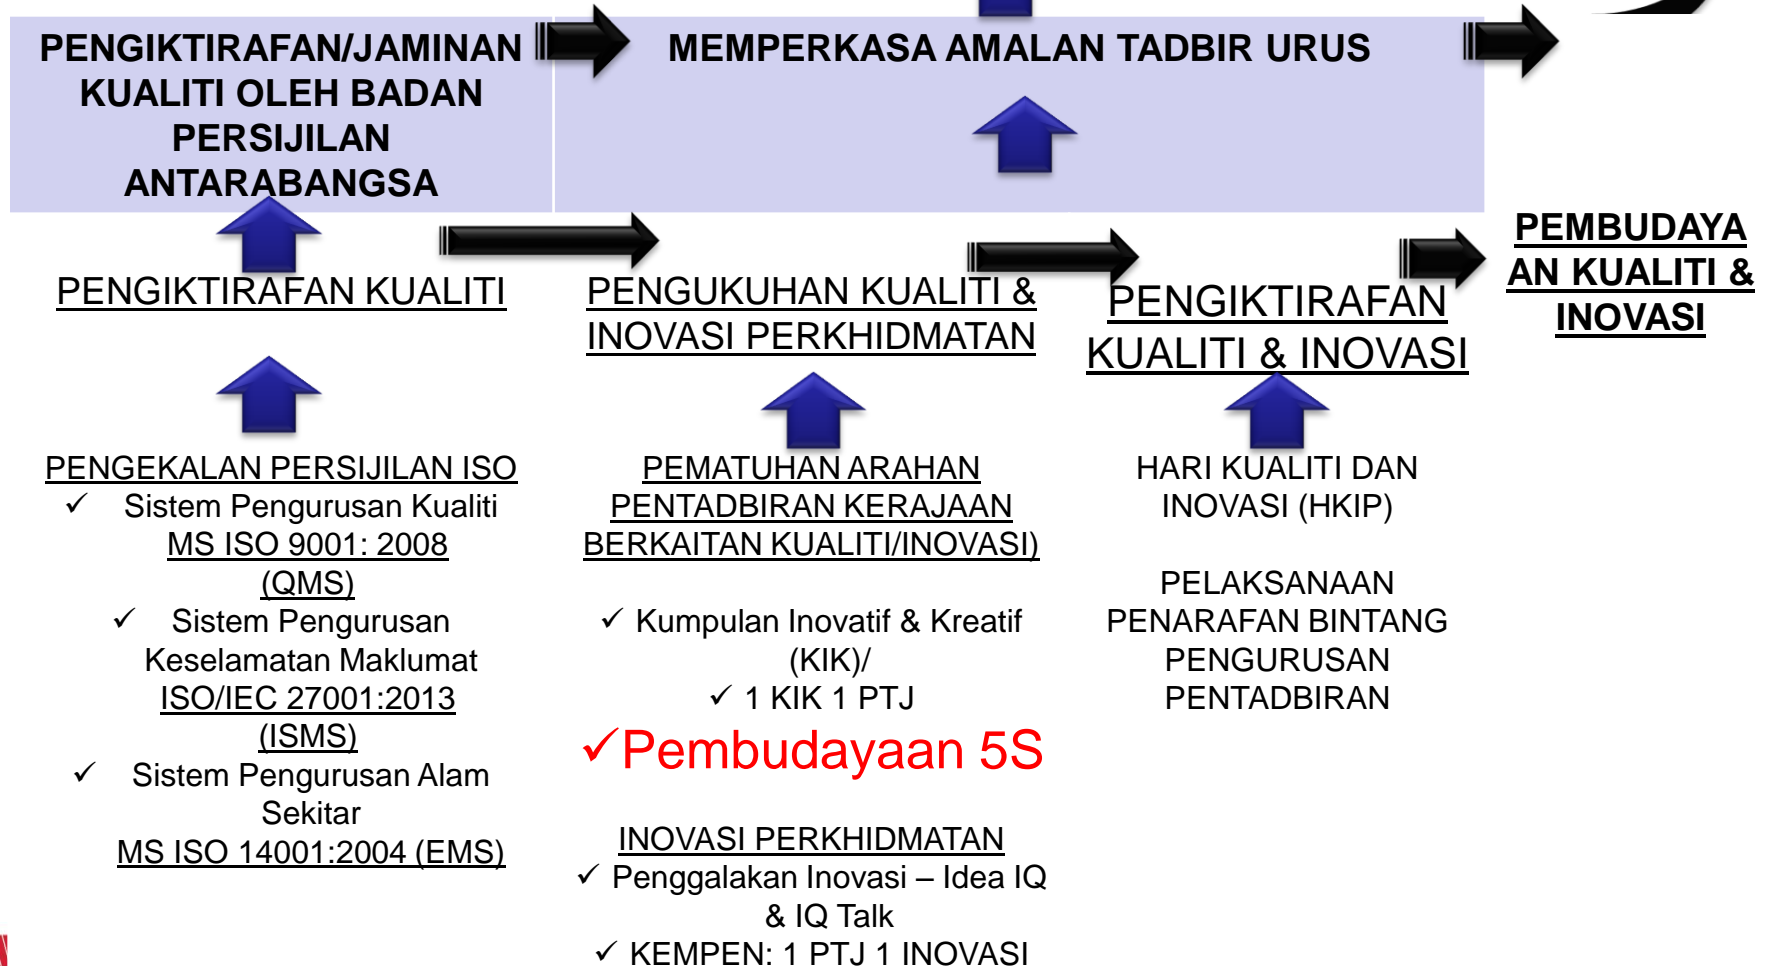 PENGIKTIRAFAN/JAMINAN
KUALITI OLEH BADAN
PERSIJILAN
ANTARABANGSA
MEMPERKASA AMALAN TADBIR URUS
PENGIKTIRAFAN KUALITI
PENGUKUHAN KUALITI &
INOVASI PERKHIDMATAN
PENGIKTIRAFAN
KUALITI & INOVASI
PEMBUDAYA
AN KUALITI &
INOVASI
PENGEKALAN PERSIJILAN ISO
✓ Sistem Pengurusan Kualiti
MS ISO 9001: 2008
(QMS)
✓ Sistem Pengurusan
Keselamatan Maklumat
ISO/IEC 27001:2013
(ISMS)
✓ Sistem Pengurusan Alam
Sekitar
MS ISO 14001:2004 (EMS)
PEMATUHAN ARAHAN
PENTADBIRAN KERAJAAN
BERKAITAN KUALITI/INOVASI)
✓ Kumpulan Inovatif & Kreatif
(KIK)/
✓ 1 KIK 1 PTJ
✓Pembudayaan 5S
INOVASI PERKHIDMATAN
✓ Penggalakan Inovasi – Idea IQ
& IQ Talk
✓ KEMPEN: 1 PTJ 1 INOVASI
HARI KUALITI DAN
INOVASI (HKIP)
PELAKSANAAN
PENARAFAN BINTANG
PENGURUSAN
PENTADBIRAN